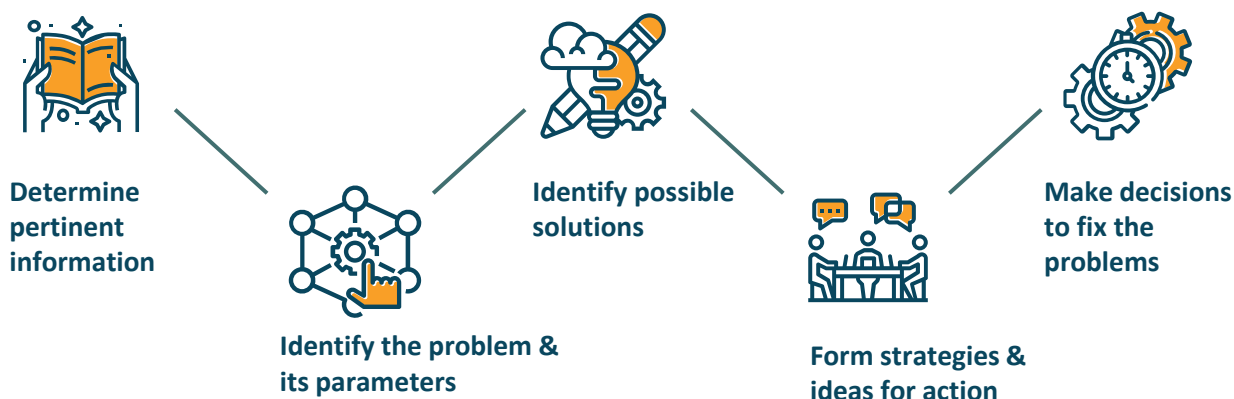 Determine
pertinent
information
Identify the problem &
its parameters
Identify possible
solutions
Form strategies &
ideas for action
Make decisions
to fix the
problems